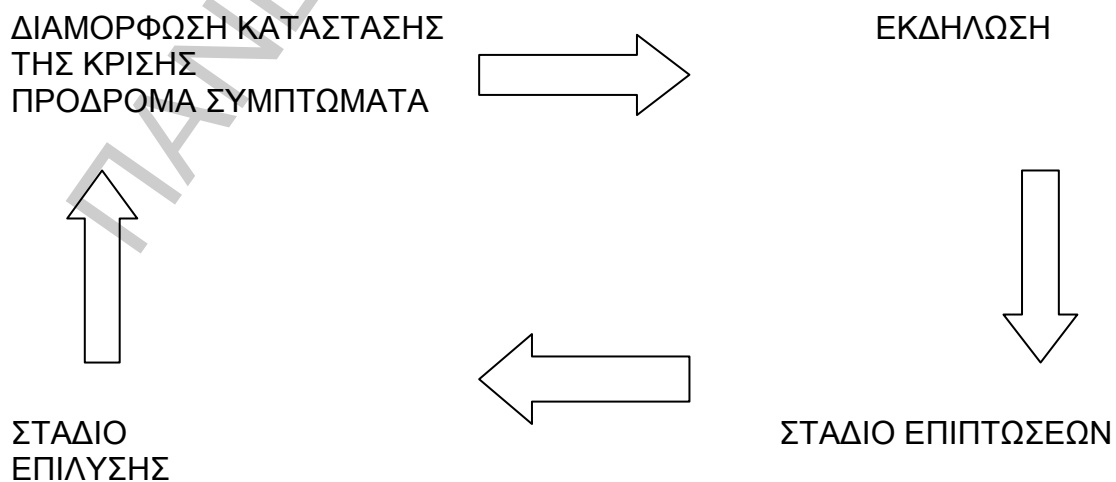 ΔΙΑΜΟΡΦΩΣΗ ΚΑΤΑΣΤΑΣΗΣ
ΤΗΣ ΚΡΙΣΗΣ
ΠΡΟΔΡΟΜΑ ΣΥΜΠΤΩΜΑΤΑ
ΕΚΔΗΛΩΣΗ
ΣΤΑΔΙΟ ΕΠΙΠΤΩΣΕΩΝ
ΣΤΑΔΙΟ
ΕΠΙΛΥΣΗΣ